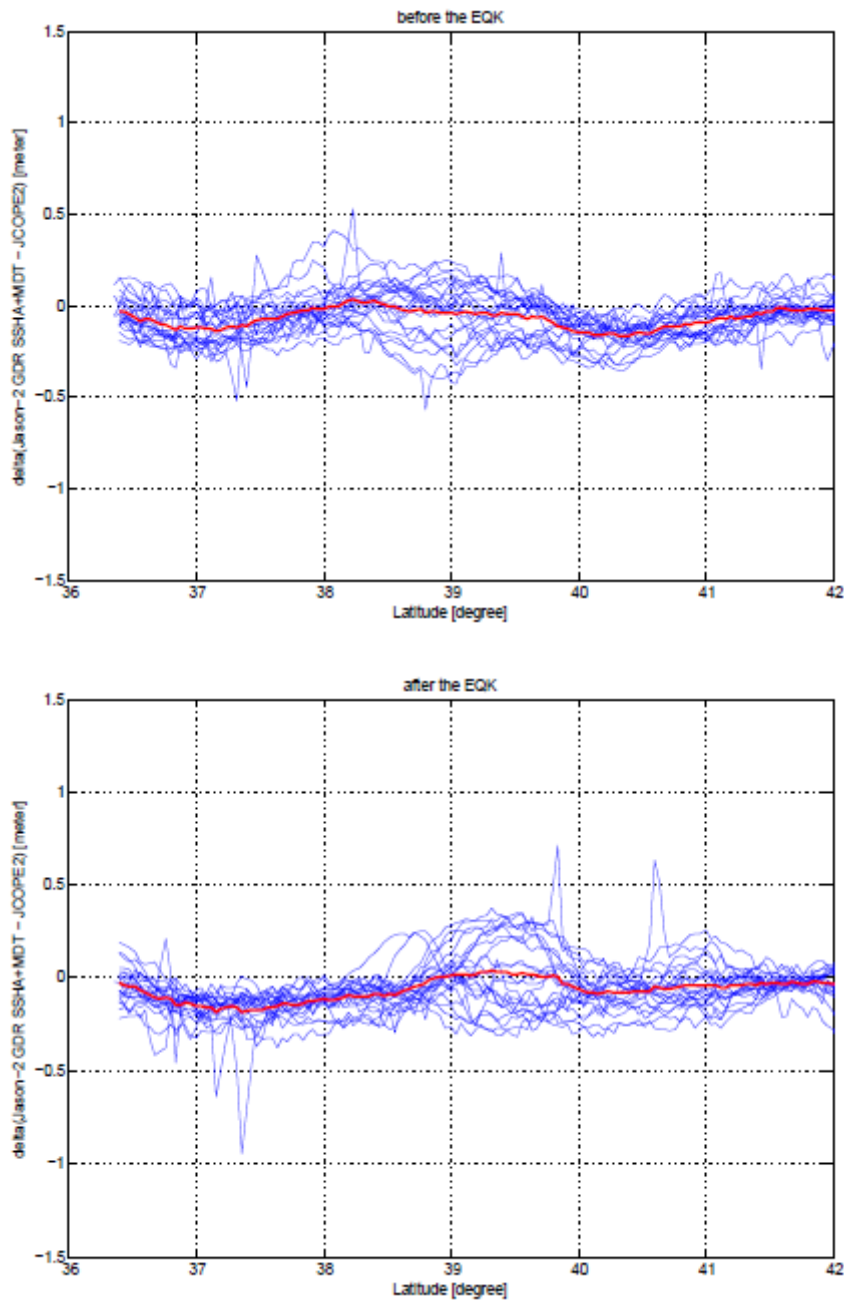 before the EQK
1.5
1
0.5
0
−0.5
−1
−1.5
delta(Jason-2 GDR SSHA+MDT - JCOPE2) [meter]
36 37 38 39 40 41 42
Latitude [degree]
after the EQK
1.5
1
0.5
0
−0.5
−1
−1.5
delta(Jason-2 GDR SSHA+MDT - JCOPE2) [meter]
36 37 38 39 40 41 42
Latitude [degree]